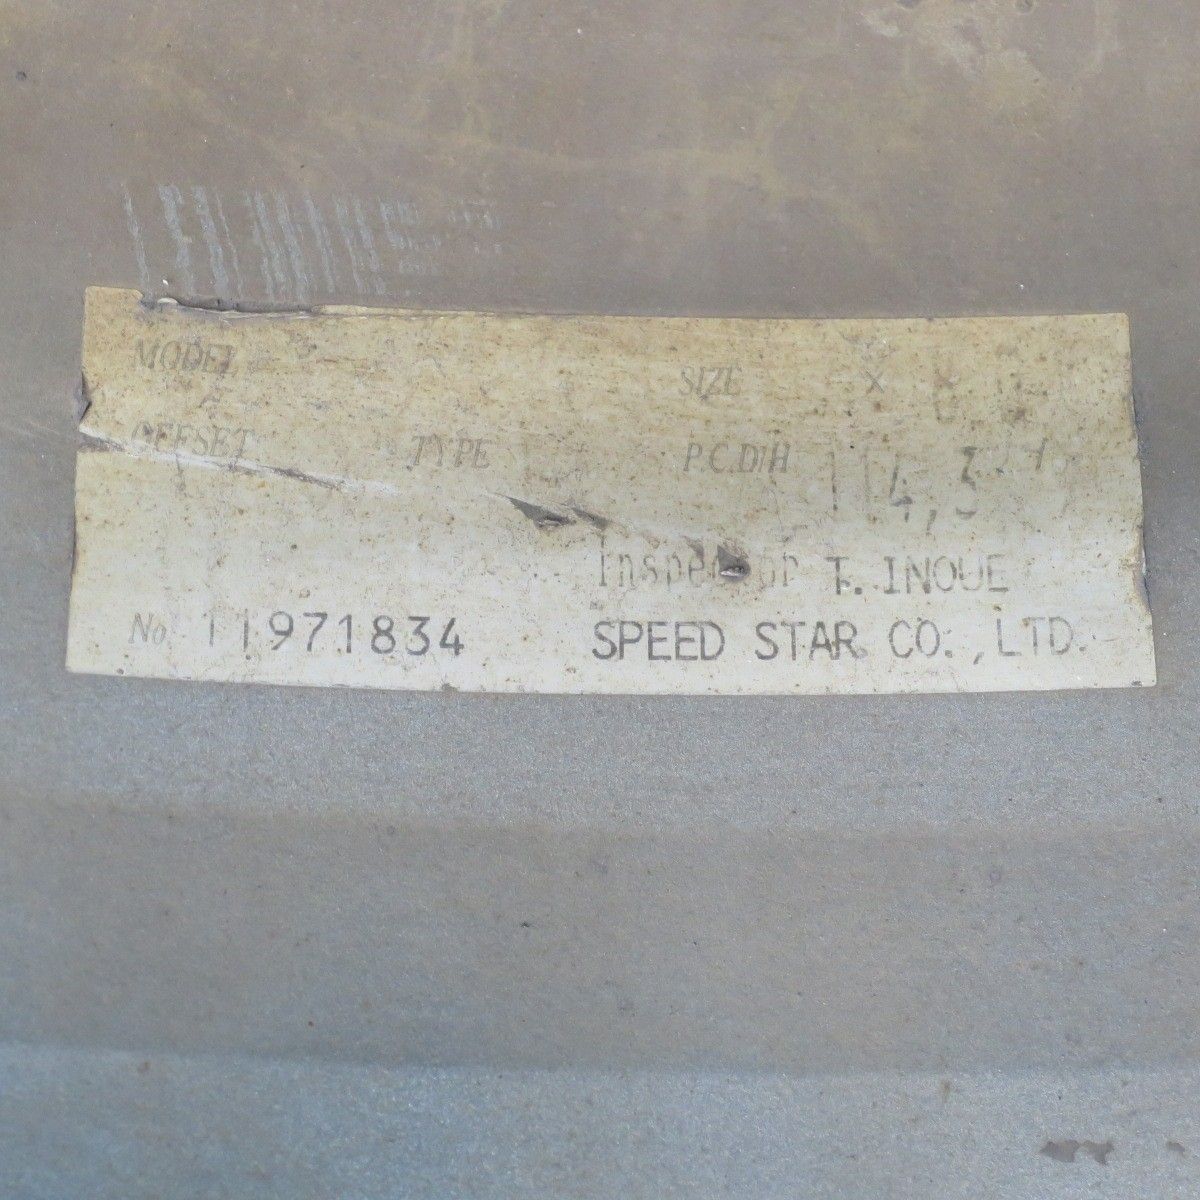 MODEL SIZE × ×
OFFSET TYPE P.C.D/H 114,3
Inspector T. INOUE
No. 11971834 SPEED STAR CO.,LTD.